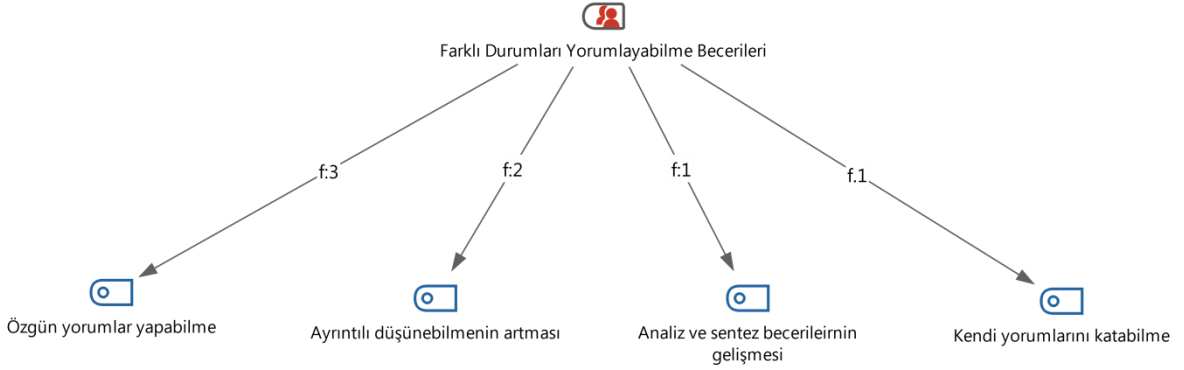 Farklı Durumları Yorumlayabilme Becerileri
f:3
f:2
f:1
f.1
Özgün yorumlar yapabilme
Ayrıntılı düşünebilmenin artması
Analiz ve sentez becerileirnin
gelişmesi
Kendi yorumlarını katabilme